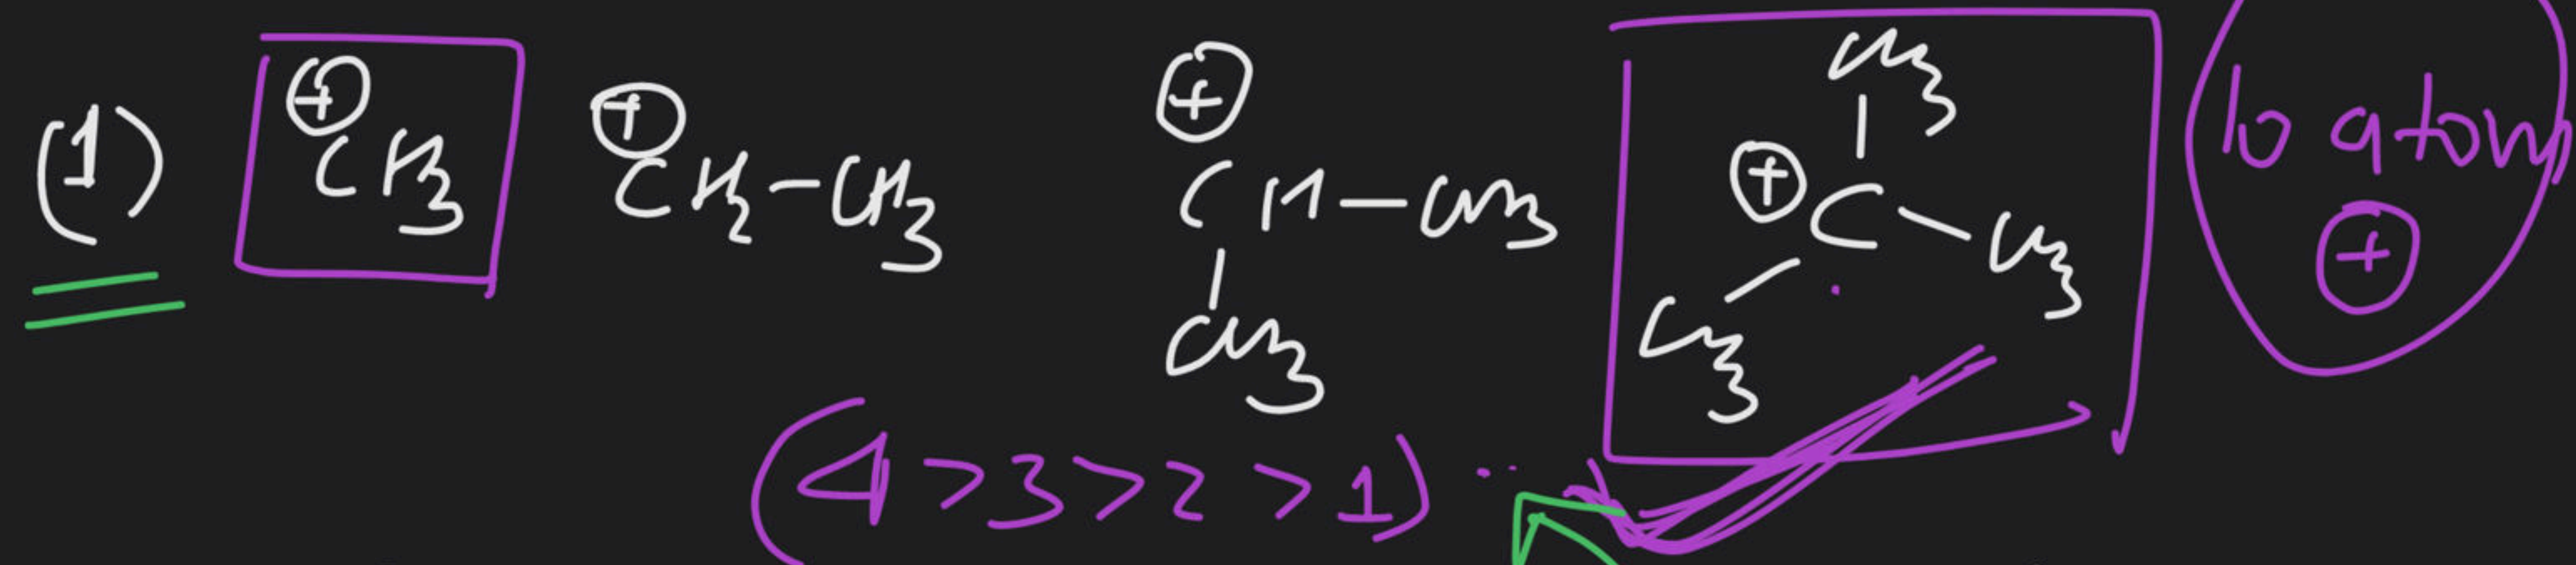 (1) ⊕CH3 ⊕CH2-CH3 ⊕CH-CH3 ⊕C-CH3 10 atom
CH3 CH3 CH3 ⊕
(4>3>2>1)